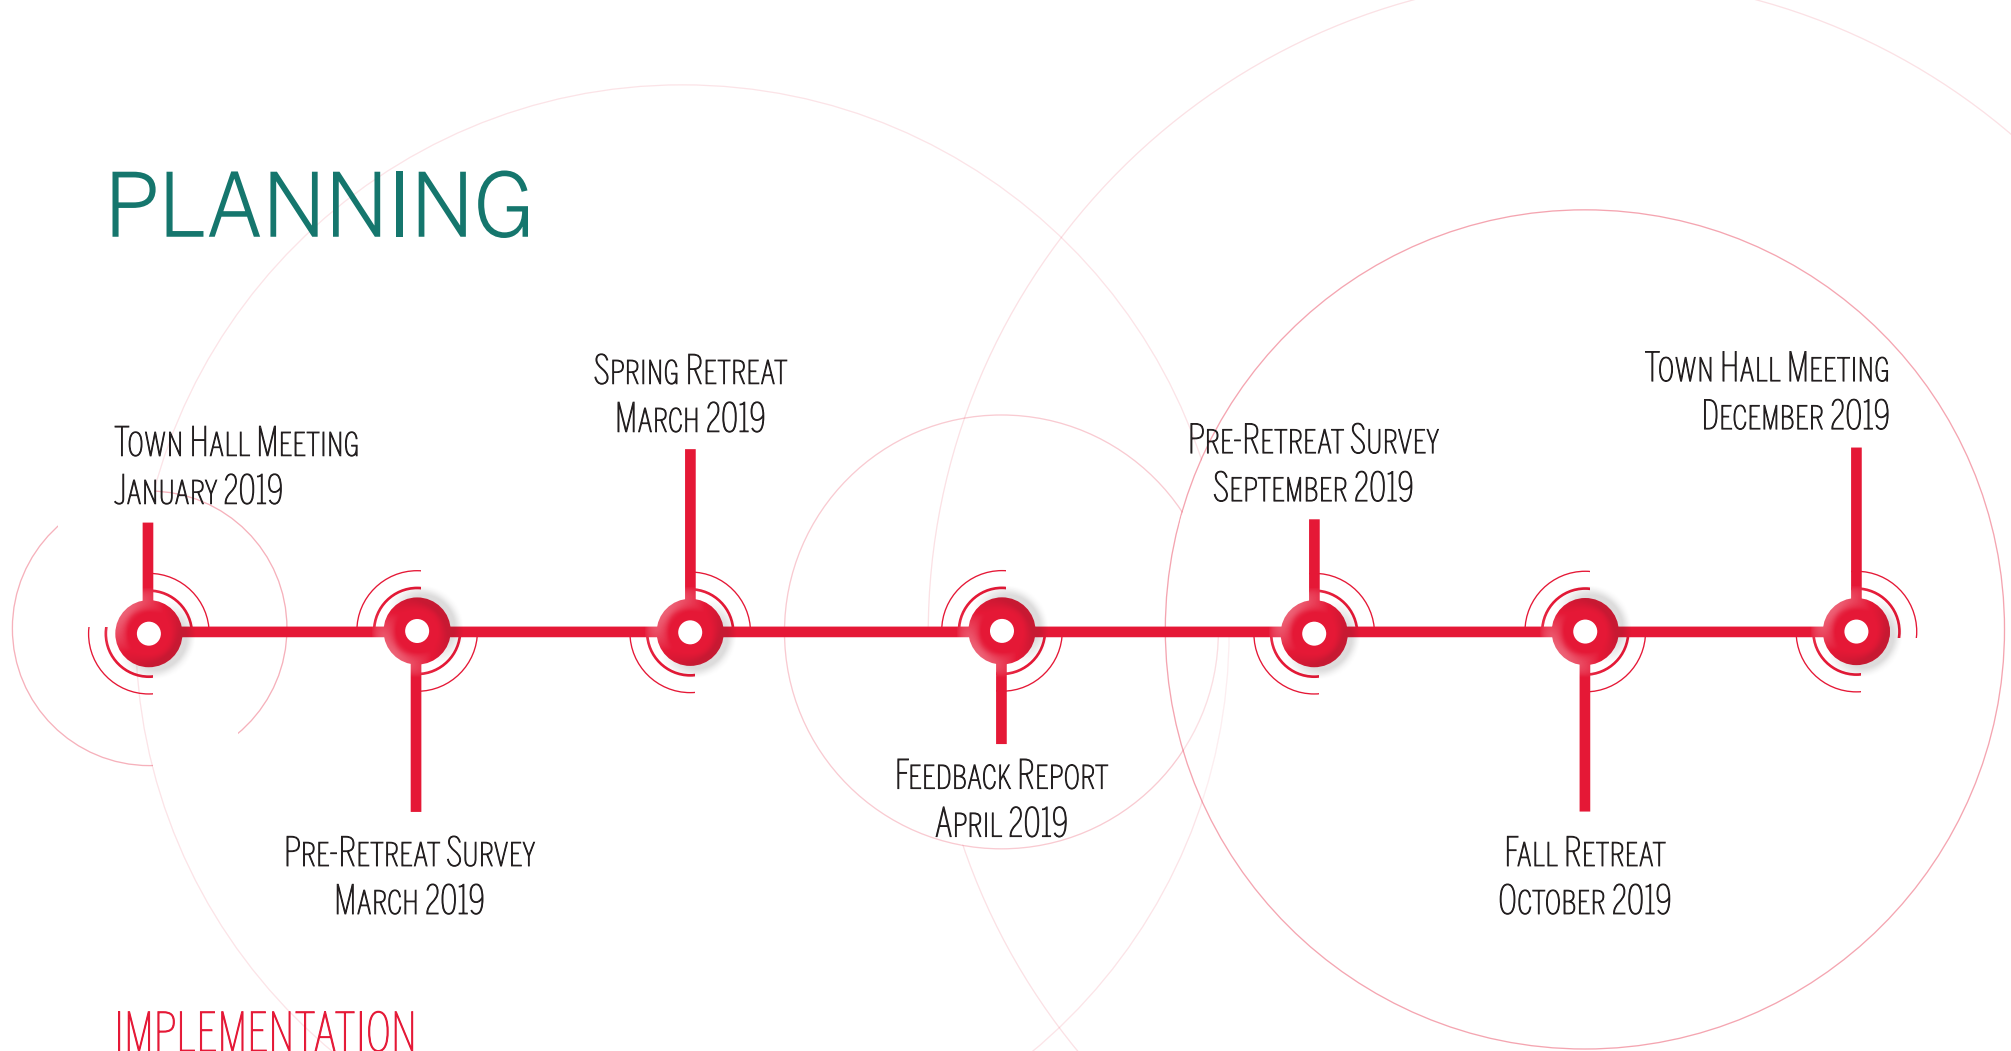 PLANNING
Town Hall Meeting
January 2019
Pre-Retreat Survey
March 2019
Spring Retreat
March 2019
Feedback Report
April 2019
Pre-Retreat Survey
September 2019
Fall Retreat
October 2019
Town Hall Meeting
December 2019
IMPLEMENTATION